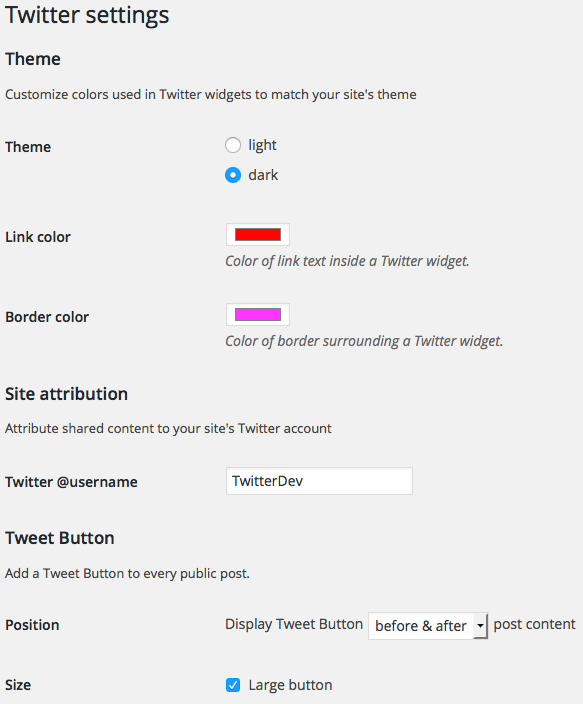 Twitter settings
Theme
Customize colors used in Twitter widgets to match your site's theme
Theme
light
dark
Link color
Color of link text inside a Twitter widget.
Border color
Color of border surrounding a Twitter widget.
Site attribution
Attribute shared content to your site's Twitter account
Twitter @username TwitterDev
Tweet Button
Add a Tweet Button to every public post.
Position Display Tweet Button before & after post content
Size Large button